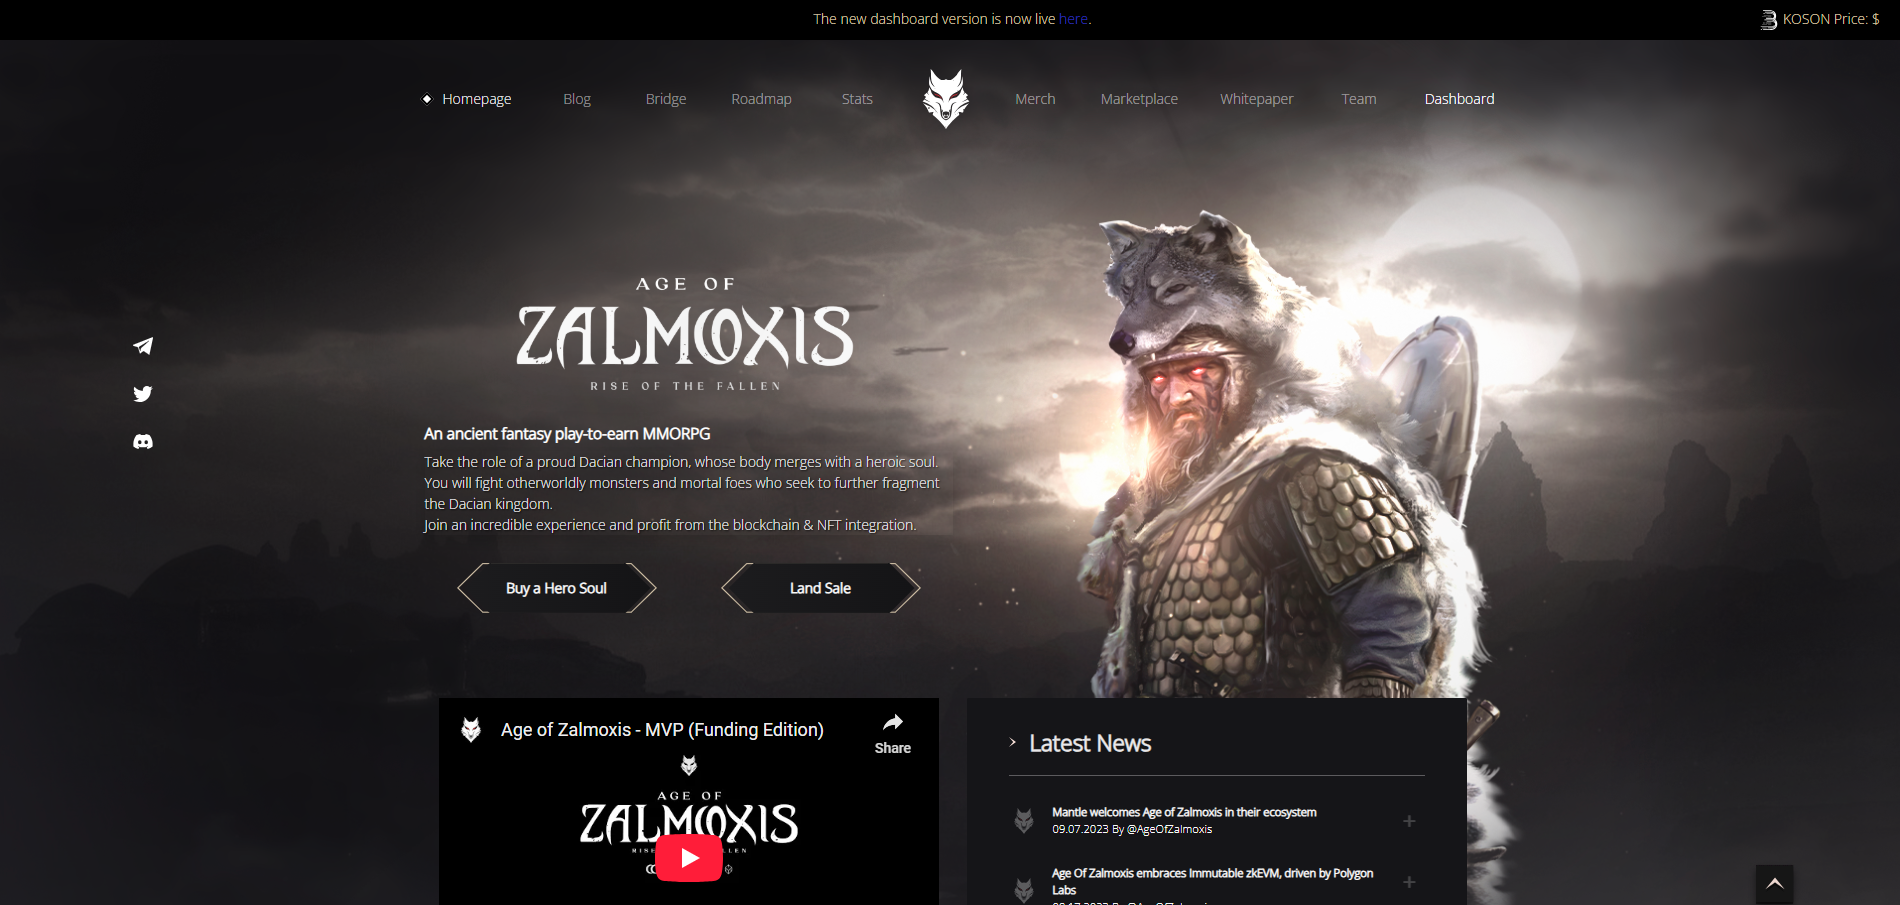 The new dashboard version is now live here.
KOSON Price: $
Homepage
Blog
Bridge
Roadmap
Stats
Merch
Marketplace
Whitepaper
Team
Dashboard
AGE OF
ZALMOXIS
RISE OF THE FALLEN
An ancient fantasy play-to-earn MMORPG
Take the role of a proud Dacian champion, whose body merges with a heroic soul.
You will fight otherworldly monsters and mortal foes who seek to further fragment
the Dacian kingdom.
Join an incredible experience and profit from the blockchain & NFT integration.
Buy a Hero Soul
Land Sale
Age of Zalmoxis - MVP (Funding Edition)
Share
AGE OF
ZALMOXIS
Latest News
Mantle welcomes Age of Zalmoxis in their ecosystem
09.07.2023 By @AgeOfZalmoxis
Age Of Zalmoxis embraces Immutable zkEVM, driven by Polygon
Labs